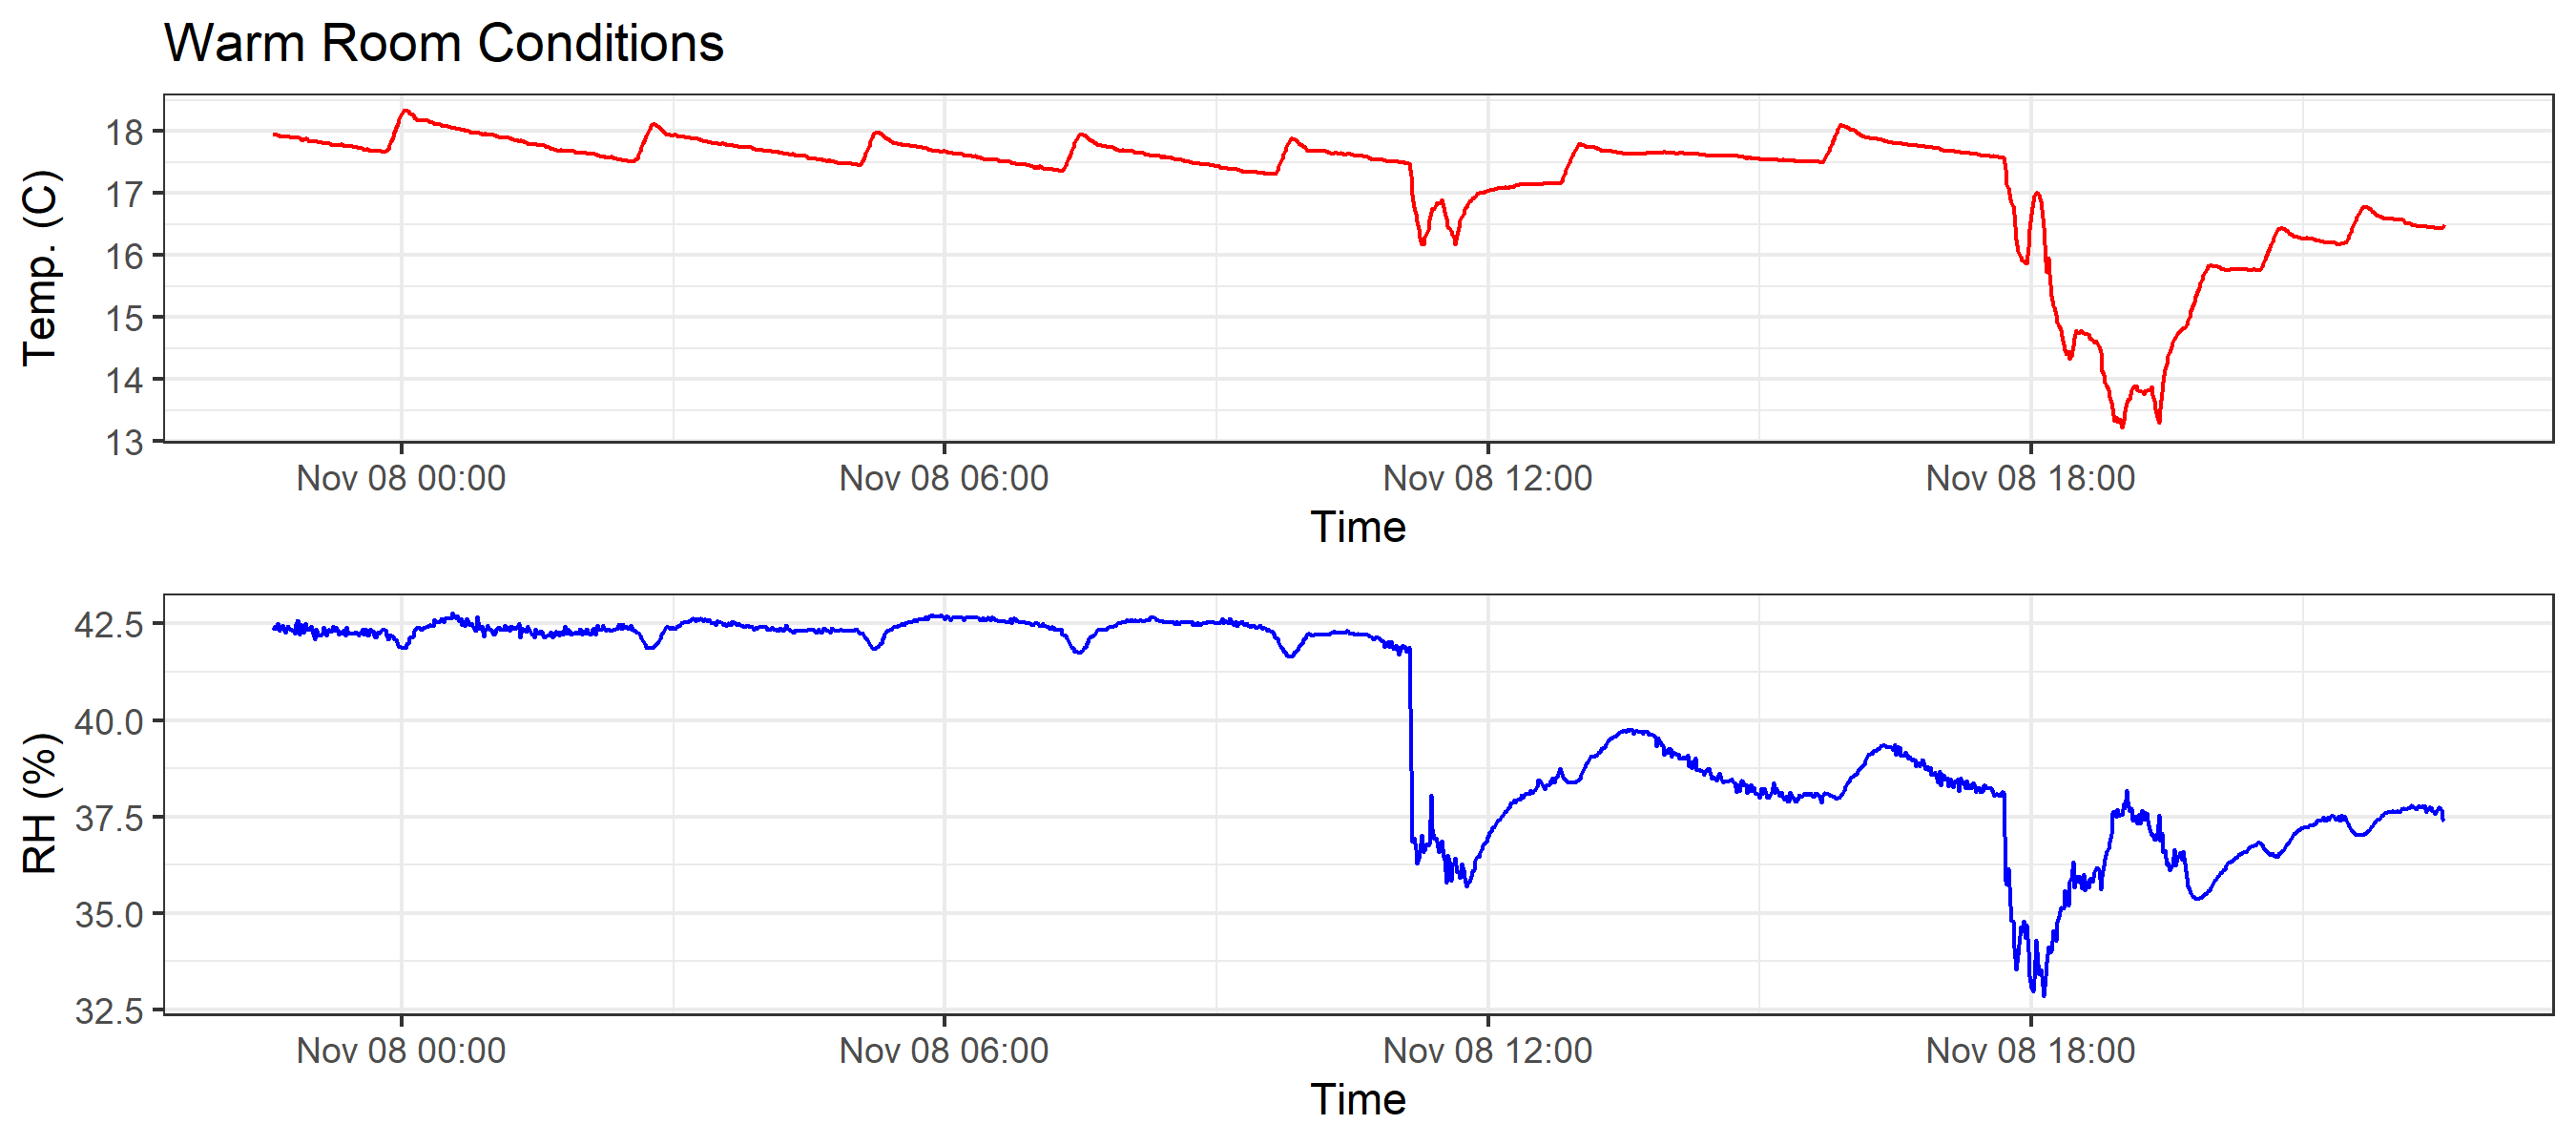 Warm Room Conditions
Temp. (C)
18
17
16
15
14
13
Nov 08 00:00 Nov 08 06:00 Nov 08 12:00 Nov 08 18:00
Time
RH (%)
42.5
40.0
37.5
35.0
32.5
Nov 08 00:00 Nov 08 06:00 Nov 08 12:00 Nov 08 18:00
Time